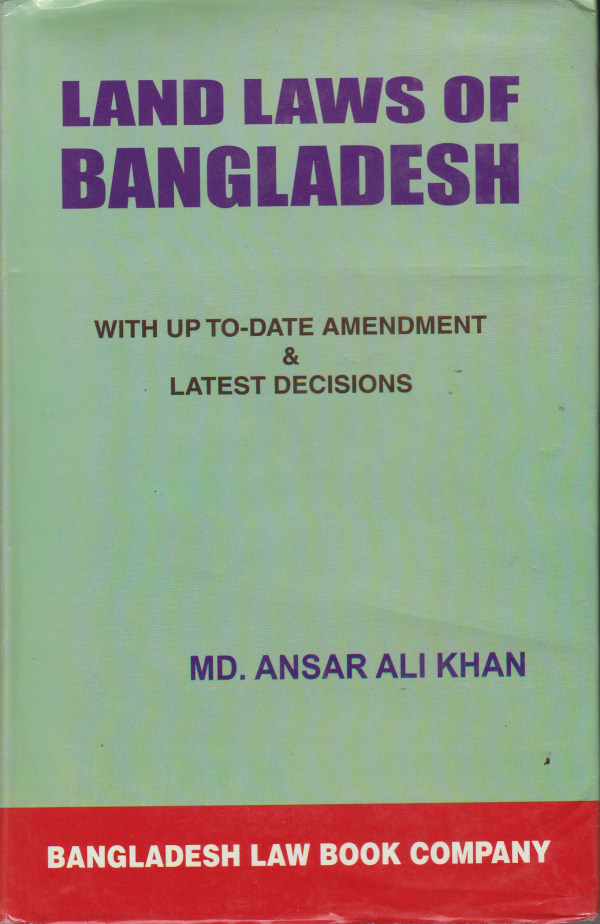 LAND LAWS OF
BANGLADESH
WITH UP TO-DATE AMENDMENT
&
LATEST DECISIONS
MD. ANSAR ALI KHAN
BANGLADESH LAW BOOK COMPANY